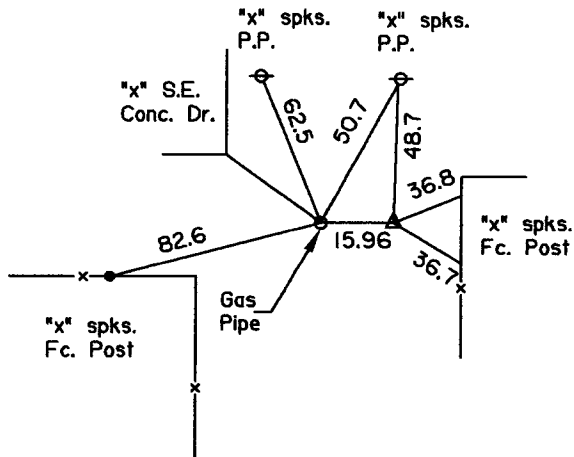 "x" spks.
P.P.
"x" spks.
P.P.
"x" S.E.
Conc. Dr.
62.5
50.7
48.7
36.8
"x" spks.
Fc. Post
82.6
15.96
36.7
Gas
Pipe
"x" spks.
Fc. Post
x
x
x